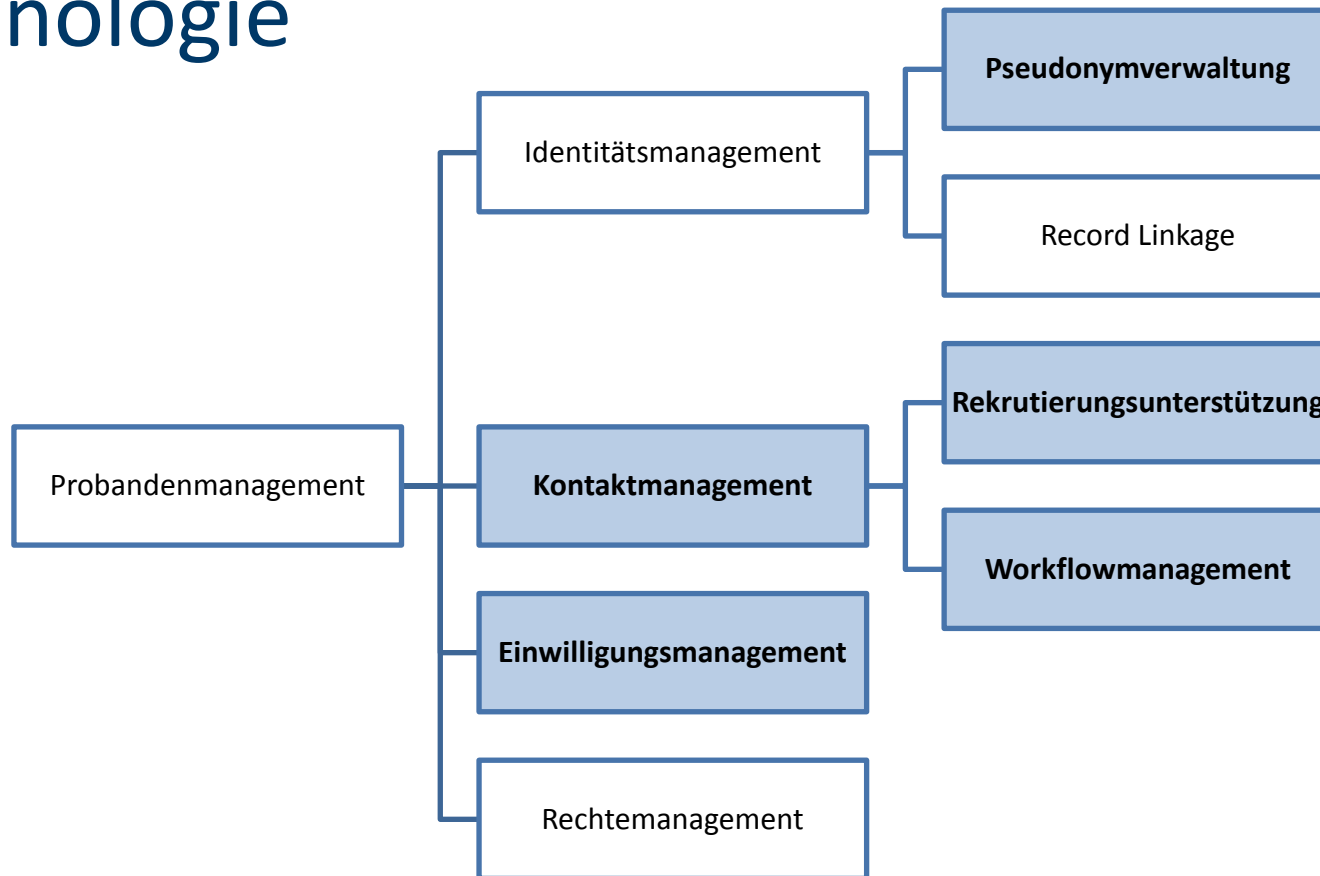 nologie
Pseudonymverwaltung
Identitätsmanagement
Record Linkage
Rekrutierungsunterstützung
Probandenmanagement
Kontaktmanagement
Workflowmanagement
Einwilligungsmanagement
Rechtemanagement